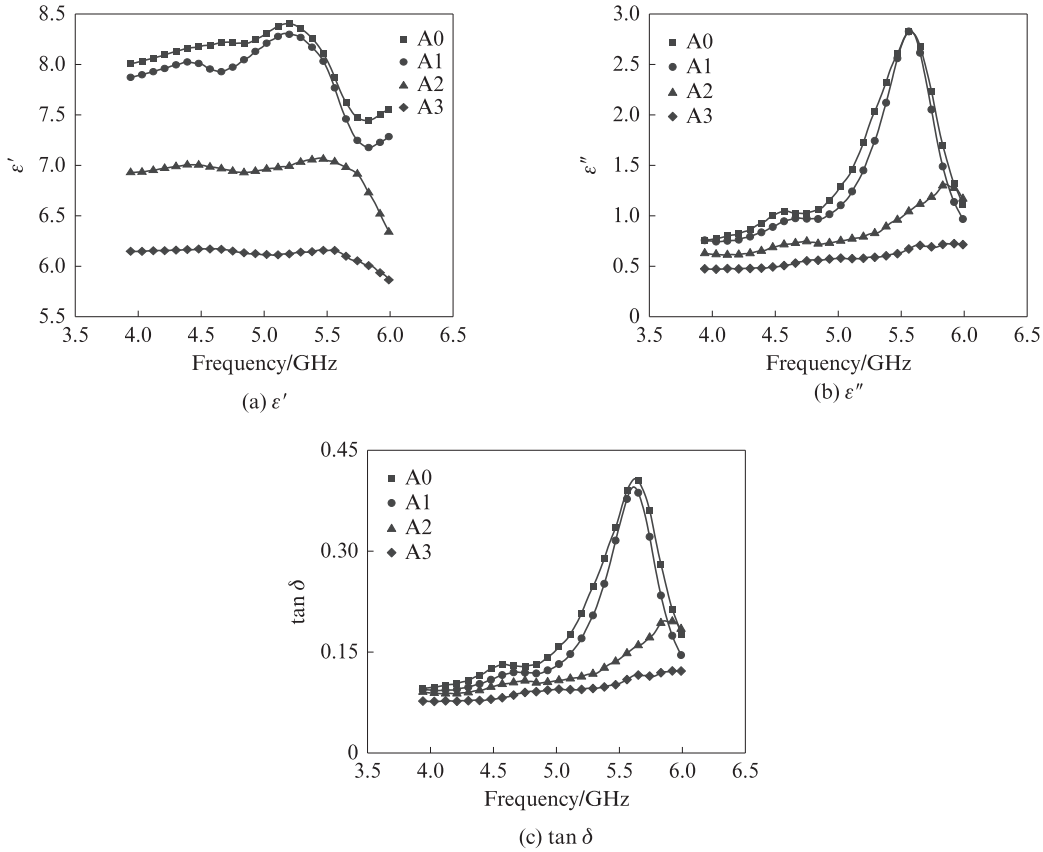 8.5
8.0
7.5
7.0
6.5
6.0
5.5
ε′
A0
A1
A2
A3
3.5 4.0 4.5 5.0 5.5 6.0 6.5
Frequency/GHz
(a) ε′
3.0
2.5
2.0
1.5
1.0
0.5
0
ε″
A0
A1
A2
A3
3.5 4.0 4.5 5.0 5.5 6.0 6.5
Frequency/GHz
(b) ε″
0.45
0.30
0.15
0
tan δ
A0
A1
A2
A3
3.5 4.0 4.5 5.0 5.5 6.0 6.5
Frequency/GHz
(c) tan δ